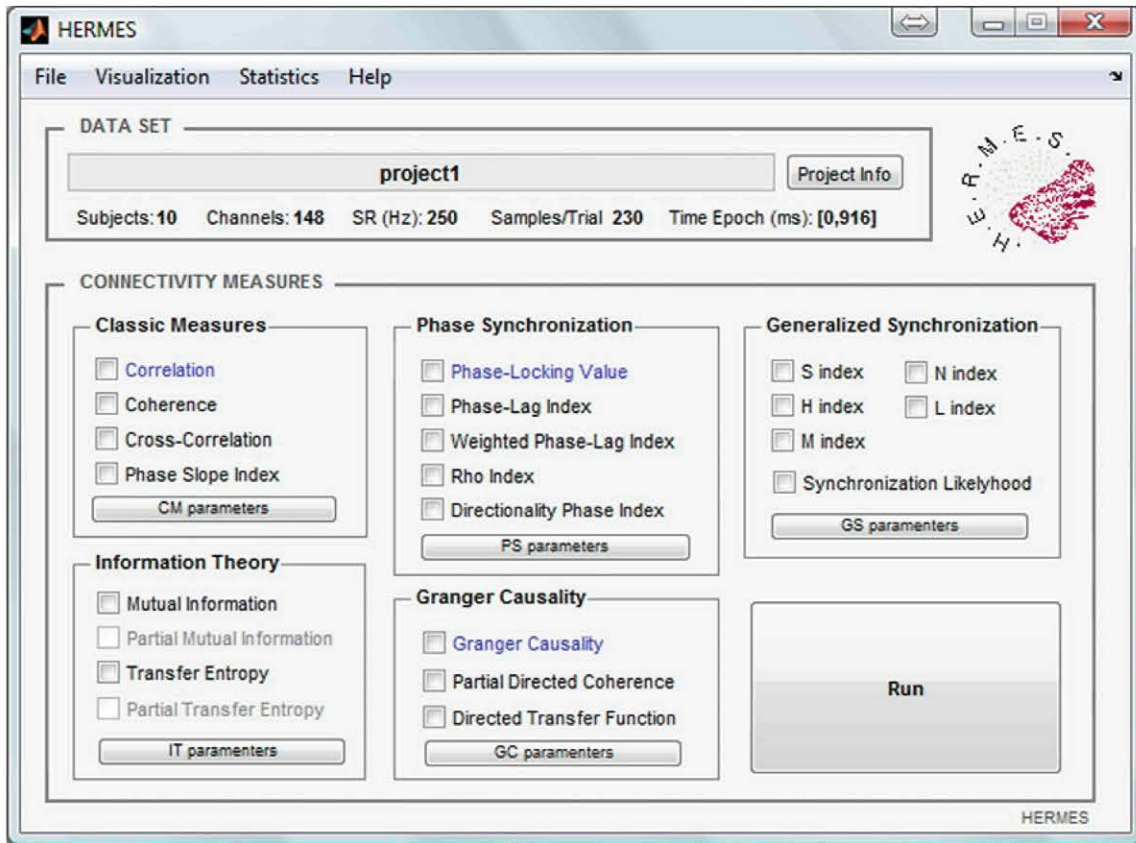 HERMES
File Visualization Statistics Help
DATA SET
project1
Project Info
Subjects: 10 Channels: 148 SR (Hz): 250 Samples/Trial 230 Time Epoch (ms): [0,916]
H.E.R.M.E.S.
CONNECTIVITY MEASURES
Classic Measures
Correlation
Coherence
Cross-Correlation
Phase Slope Index
CM parameters
Phase Synchronization
Phase-Locking Value
Phase-Lag Index
Weighted Phase-Lag Index
Rho Index
Directionality Phase Index
PS parameters
Generalized Synchronization
S index N index
H index L index
M index
Synchronization Likelyhood
GS paramenters
Information Theory
Mutual Information
Partial Mutual Information
Transfer Entropy
Partial Transfer Entropy
IT paramenters
Granger Causality
Granger Causality
Partial Directed Coherence
Directed Transfer Function
GC paramenters
Run
HERMES